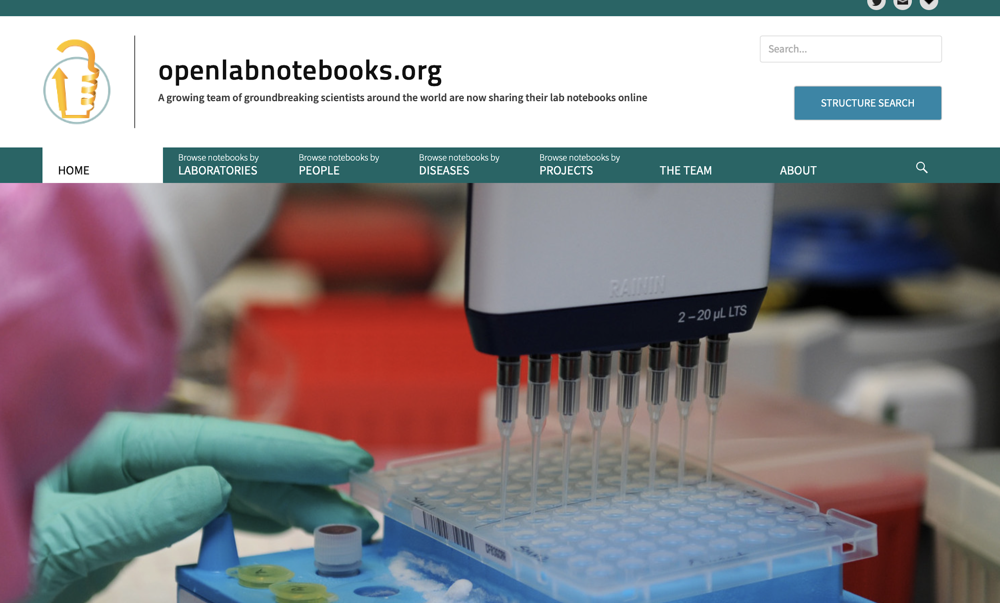 openlabnotebooks.org
A growing team of groundbreaking scientists around the world are now sharing their lab notebooks online
Search...
STRUCTURE SEARCH
HOME
Browse notebooks by
LABORATORIES
Browse notebooks by
PEOPLE
Browse notebooks by
DISEASES
Browse notebooks by
PROJECTS
THE TEAM
ABOUT
RAININ
2 – 20 µL LTS